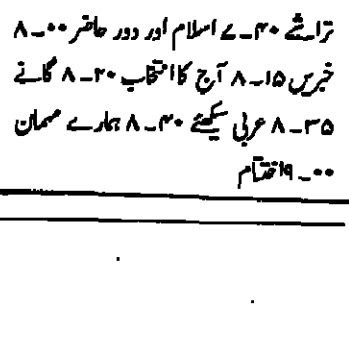 تراشے ۴۰۔۷ اسلام اور دور حاضر ۰۰۔۸
خبریں ۱۵۔۸ آج کا انتخاب ۲۰۔۸ گانے
۳۵۔۸ عربی سیکھئے ۴۰۔۸ ہمارے مہمان
۰۰۔۹ اختتام